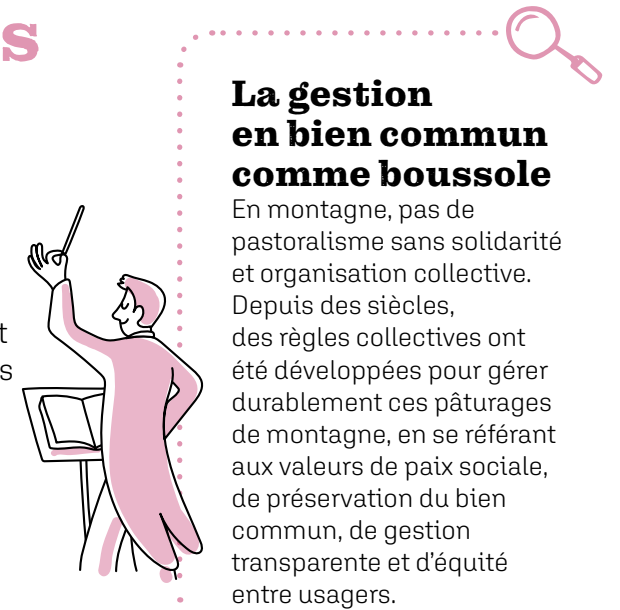 s
La gestion
en bien commun
comme boussole
En montagne, pas de
pastoralisme sans solidarité
et organisation collective.
Depuis des siècles,
des règles collectives ont
été développées pour gérer
durablement ces pâturages
de montagne, en se référant
aux valeurs de paix sociale,
de préservation du bien
commun, de gestion
transparente et d'équité
entre usagers.
t
s